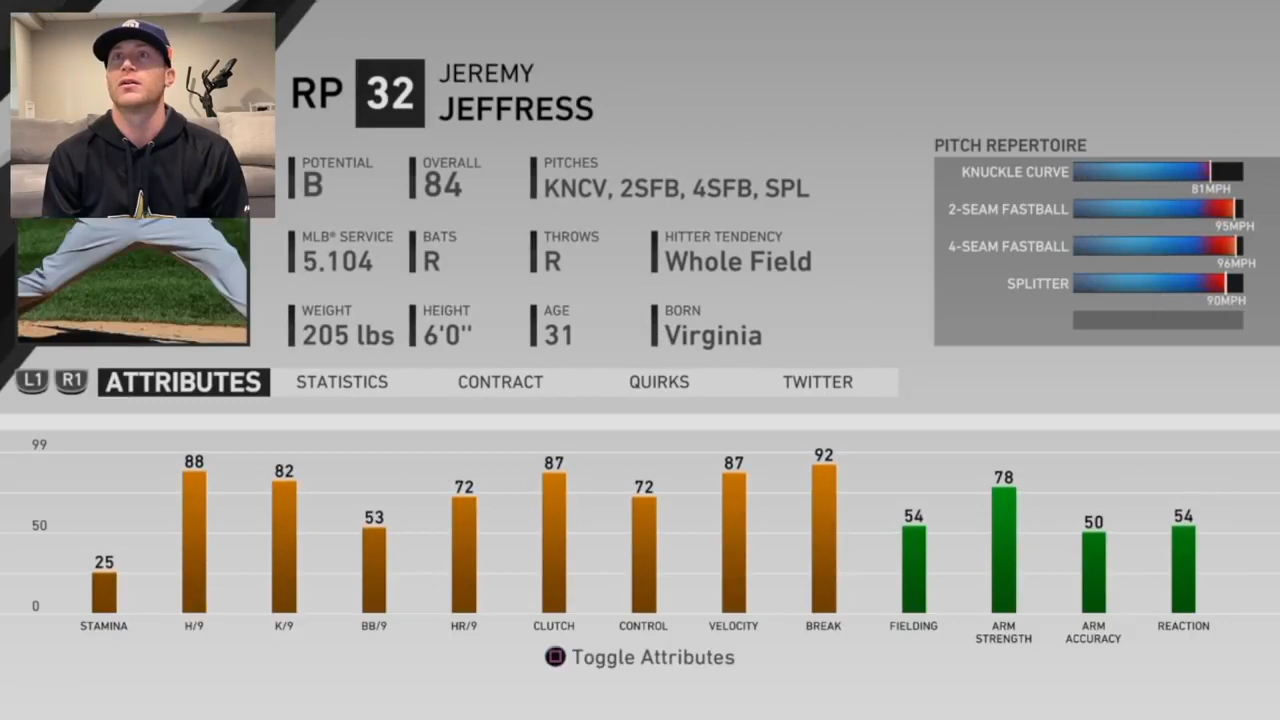 RP 32 JEREMY
JEFFRESS
POTENTIAL OVERALL PITCHES
B 84 KNCV, 2SFB, 4SFB, SPL
MLB® SERVICE BATS THROWS HITTER TENDENCY
5.104 R R Whole Field
WEIGHT HEIGHT AGE BORN
205 lbs 6'0" 31 Virginia
PITCH REPERTOIRE
KNUCKLE CURVE
81MPH
2-SEAM FASTBALL
95MPH
4-SEAM FASTBALL
96MPH
SPLITTER
90MPH
L1 R1 ATTRIBUTES STATISTICS CONTRACT QUIRKS TWITTER
99
50
0
25 88 82 53 72 87 72 87 92 54 78 50 54
STAMINA H/9 K/9 BB/9 HR/9 CLUTCH CONTROL VELOCITY BREAK FIELDING ARM STRENGTH ARM ACCURACY REACTION
Toggle Attributes